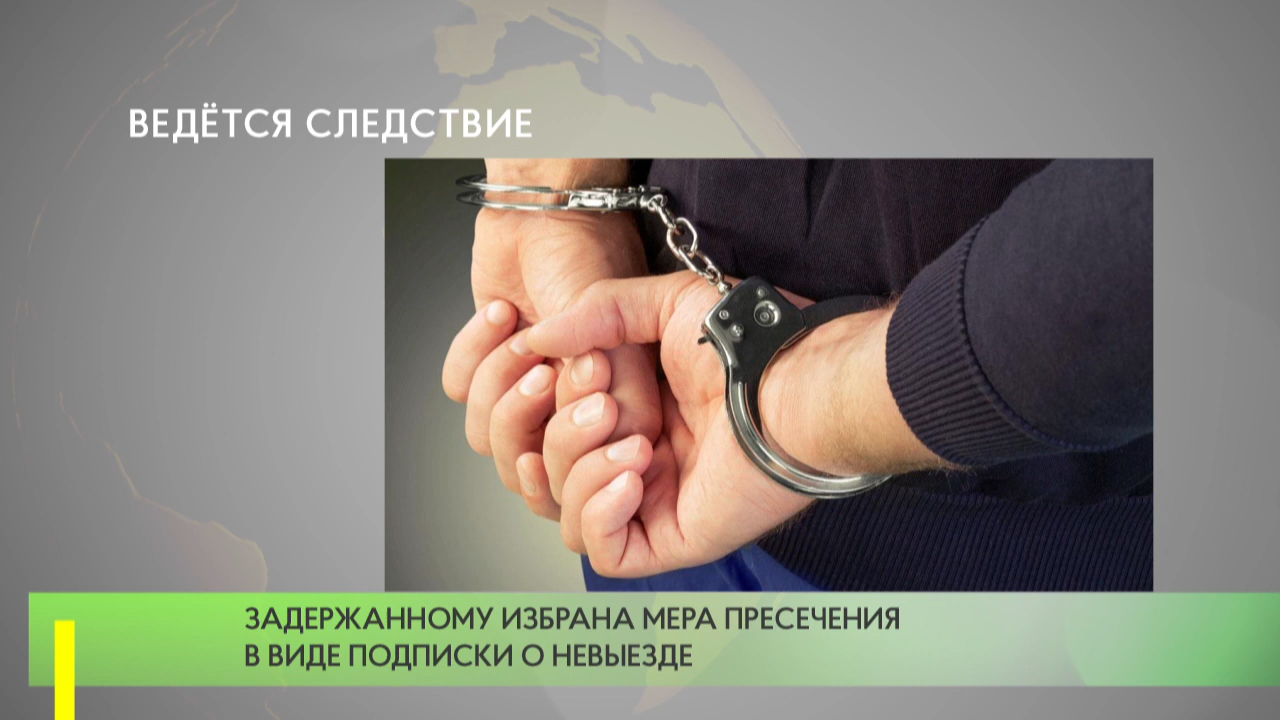 ВЕДЁТСЯ СЛЕДСТВИЕ
ЗАДЕРЖАННОМУ ИЗБРАНА МЕРА ПРЕСЕЧЕНИЯ
В ВИДЕ ПОДПИСКИ О НЕВЫЕЗДЕ